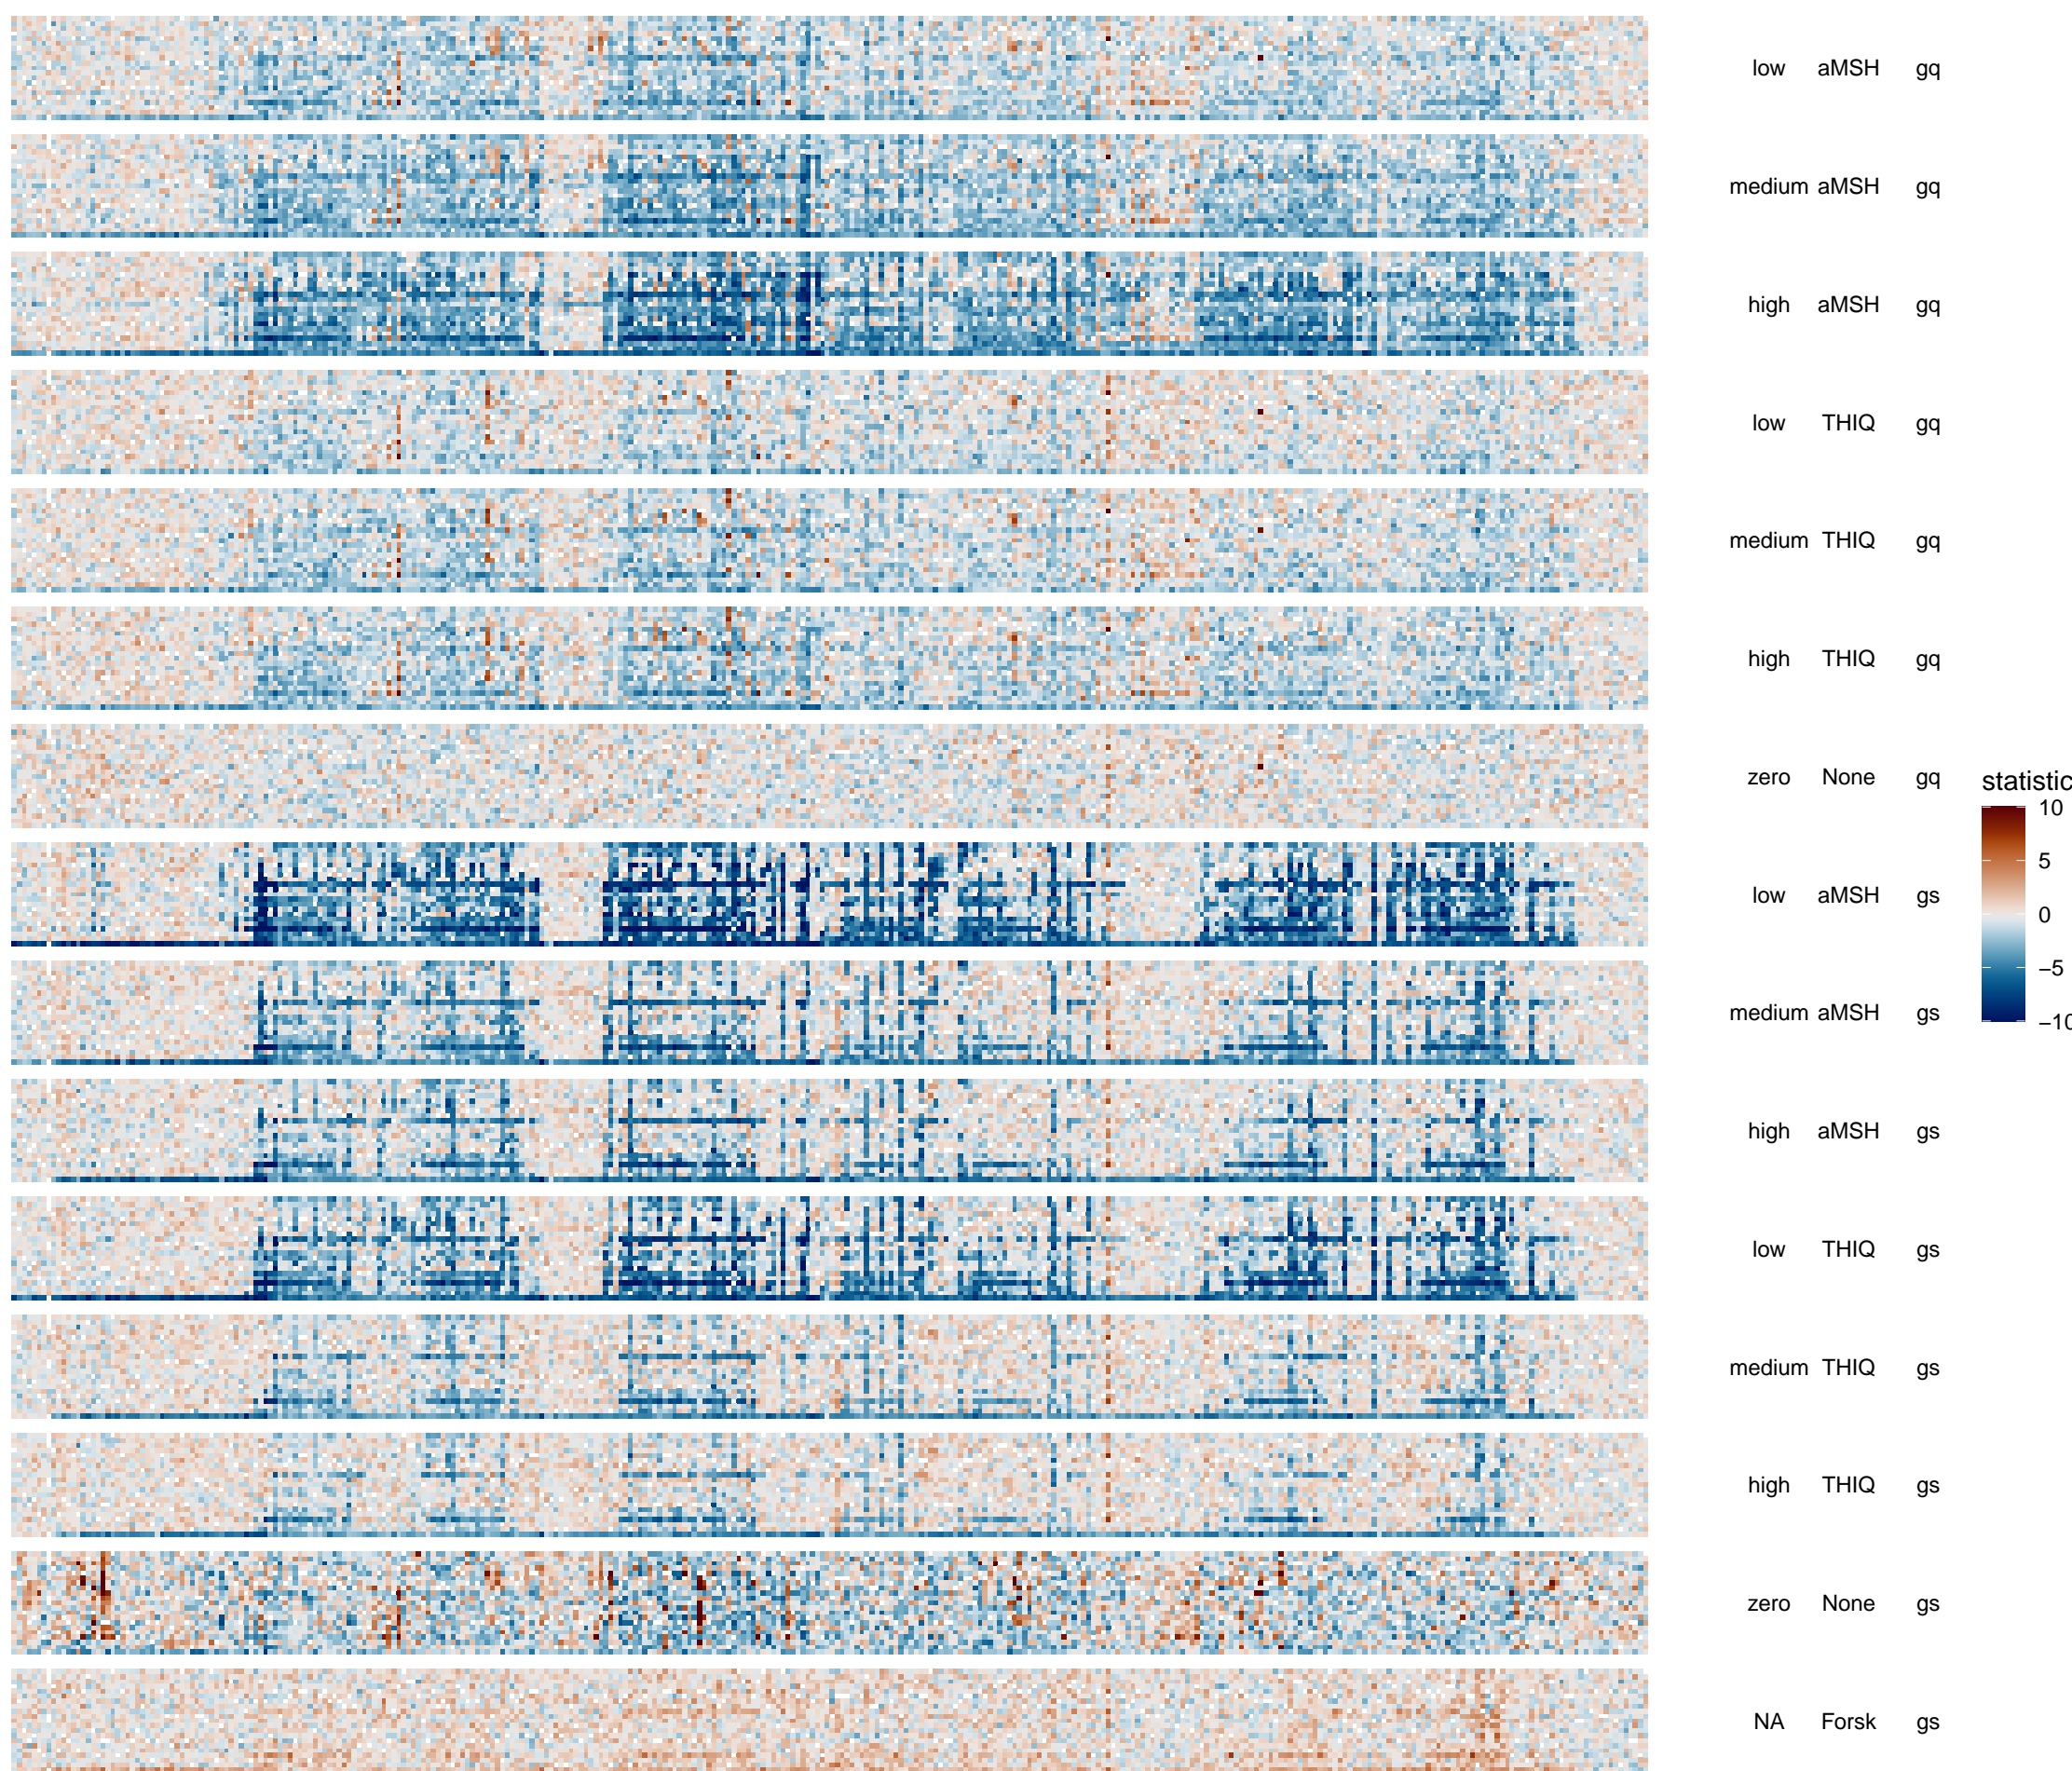 low aMSH gq
medium aMSH gq
high aMSH gq
low THIQ gq
medium THIQ gq
high THIQ gq
zero None gq
statistic
10
5
0
−5
−10
low aMSH gs
medium aMSH gs
high aMSH gs
low THIQ gs
medium THIQ gs
high THIQ gs
zero None gs
NA Forsk gs